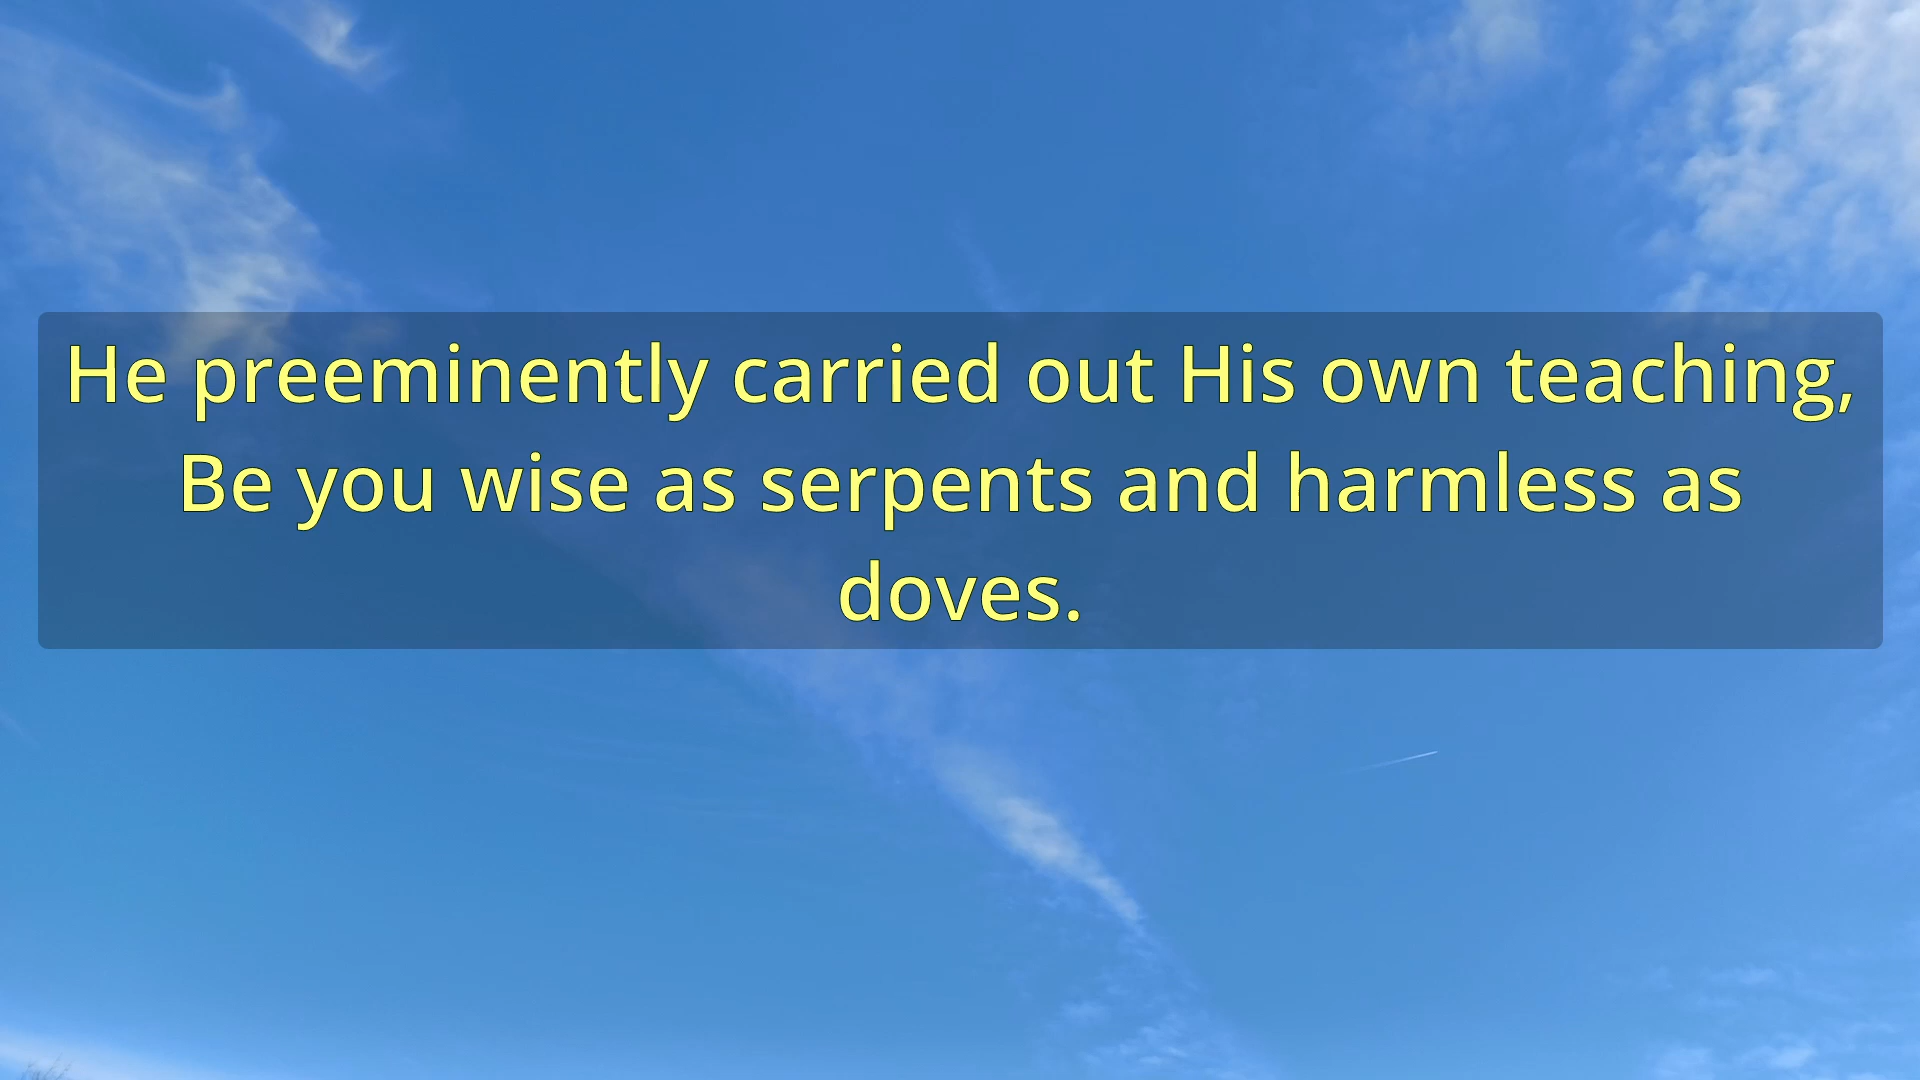 He preeminently carried out His own teaching,
Be you wise as serpents and harmless as
doves.